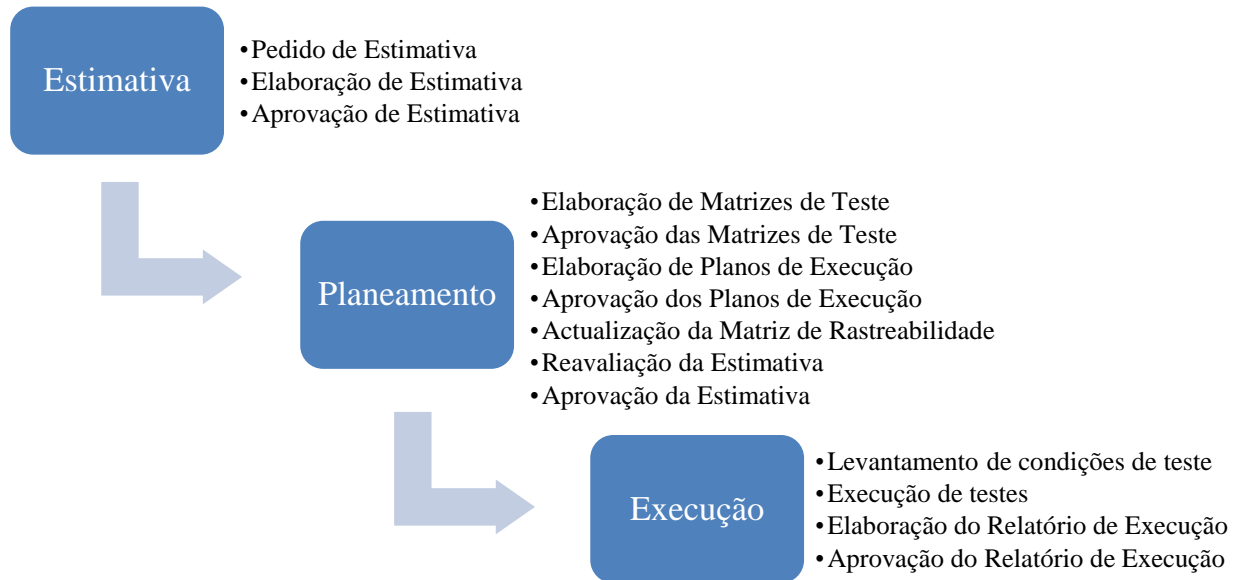 Estimativa
•Pedido de Estimativa
•Elaboração de Estimativa
•Aprovação de Estimativa
Planeamento
•Elaboração de Matrizes de Teste
•Aprovação das Matrizes de Teste
•Elaboração de Planos de Execução
•Aprovação dos Planos de Execução
•Actualização da Matriz de Rastreabilidade
•Reavaliação da Estimativa
•Aprovação da Estimativa
Execução
•Levantamento de condições de teste
•Execução de testes
•Elaboração do Relatório de Execução
•Aprovação do Relatório de Execução